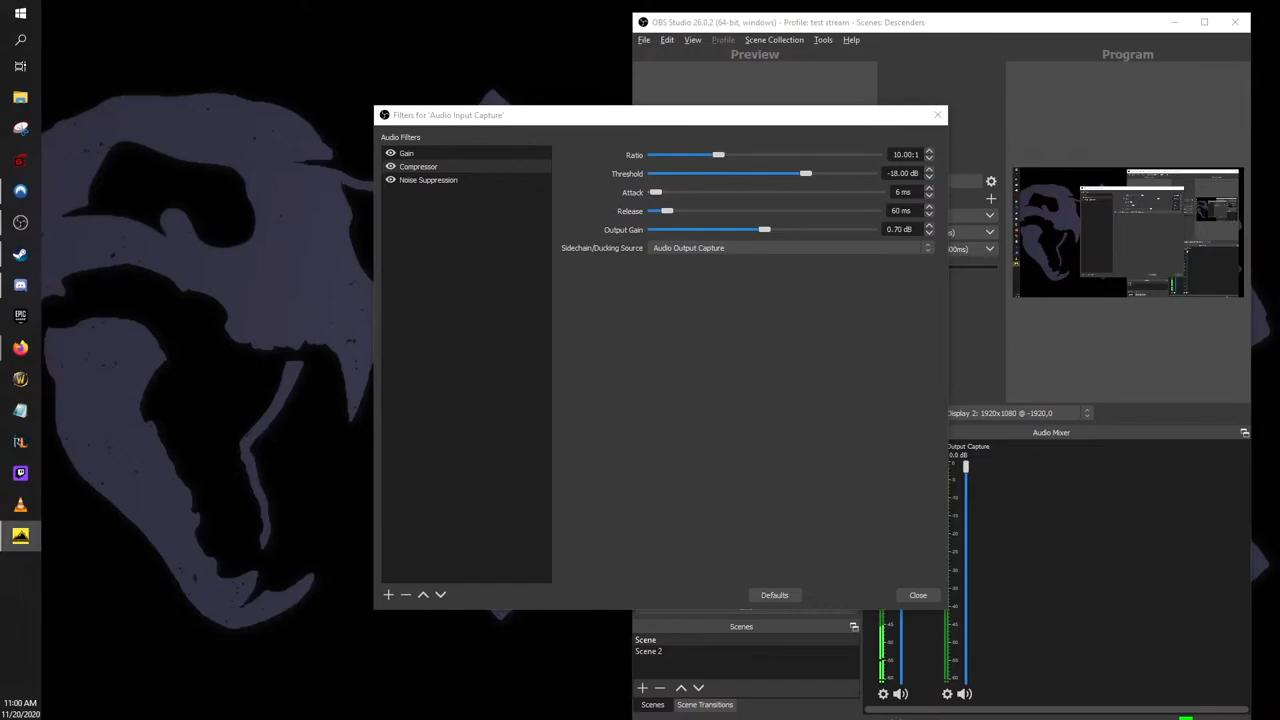 OBS Studio 26.0.2 (64-bit, windows) - Profile: test stream - Scenes: Descenders
File Edit View Profile Scene Collection Tools Help
Preview
Program
Filters for 'Audio Input Capture'
Audio Filters
Gain
Compressor
Noise Suppression
Ratio 10.00:1
Threshold -18.00 dB
Attack 6 ms
Release 60 ms
Output Gain 0.70 dB
Sidechain/Ducking Source Audio Output Capture
Defaults
Close
s)
00ms)
Display 2: 1920x1080 @ -1920,0
Audio Mixer
Output Capture
0.0 dB
EPIC
Scenes
Scene
Scene 2
Scenes Scene Transitions
11:00 AM
11/20/2020